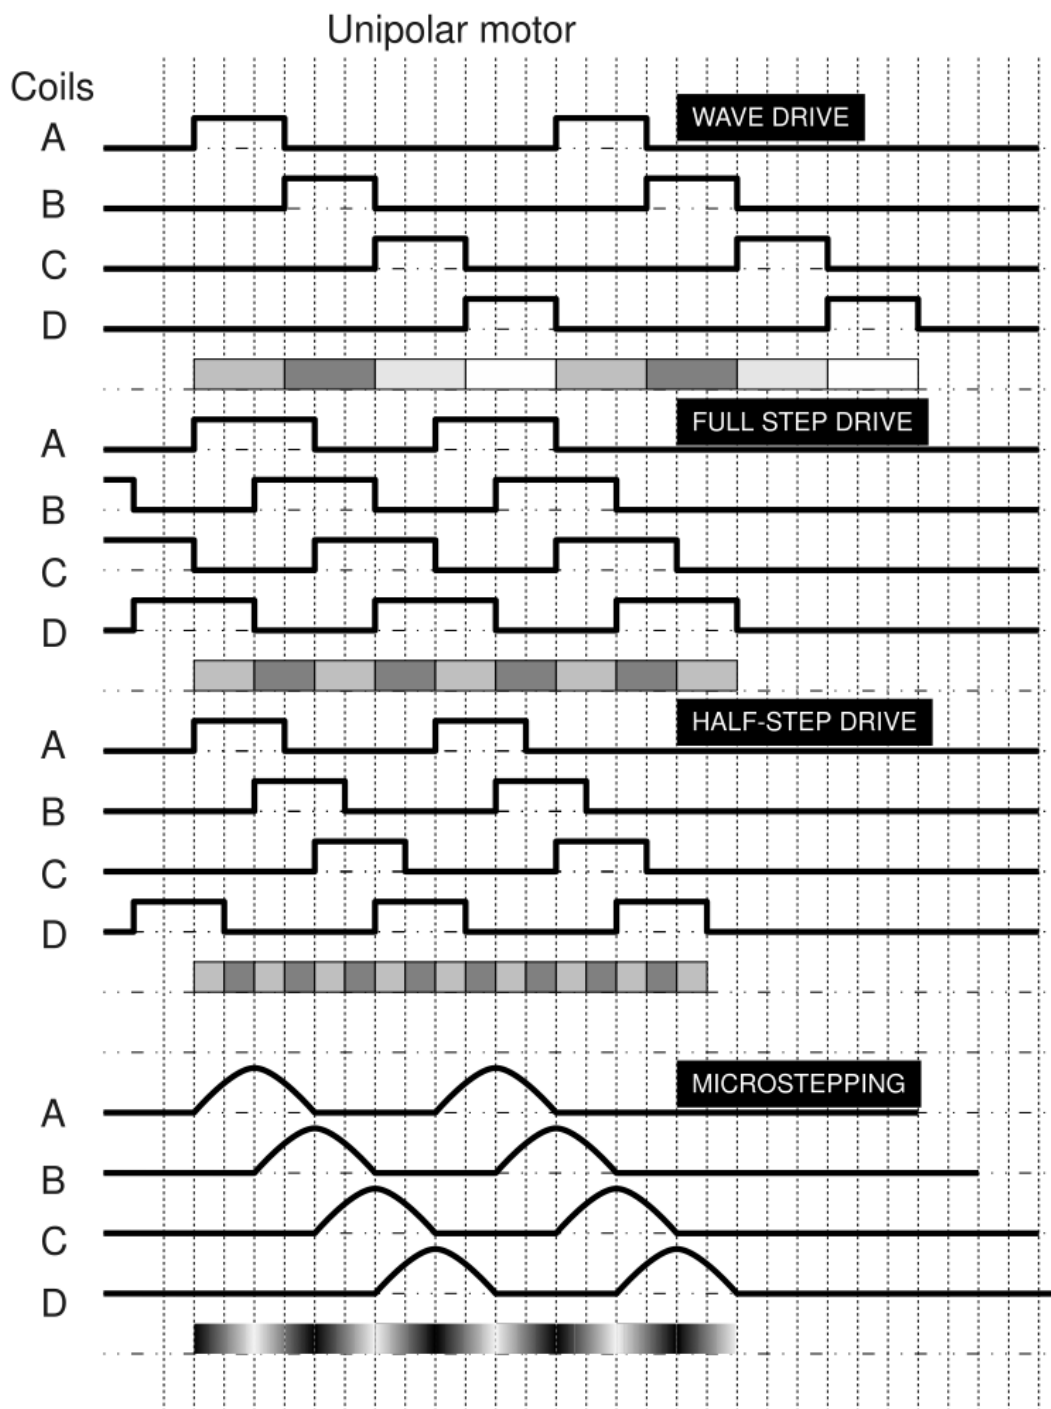 Unipolar motor
Coils
WAVE DRIVE
A
B
C
D
FULL STEP DRIVE
A
B
C
D
HALF-STEP DRIVE
A
B
C
D
MICROSTEPPING
A
B
C
D